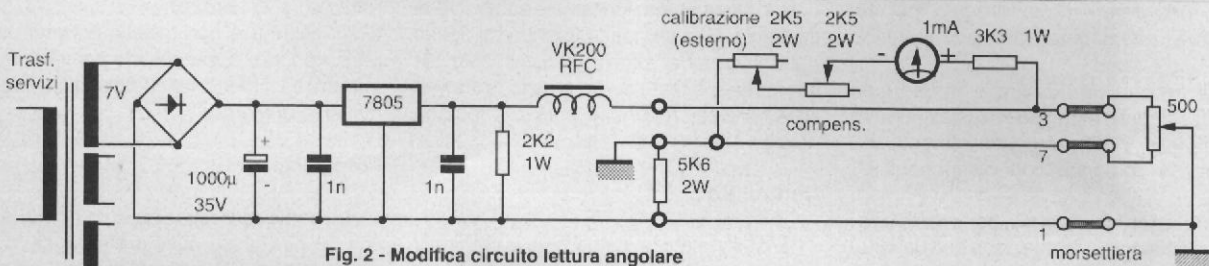 Trasf.
servizi
7V
1000µ
35V
+
-
1n
7805
1n
2K2
1W
VK200
RFC
5K6
2W
calibrazione
(esterno)
2K5
2W
2K5
2W
compens.
1mA
-
+
3K3
1W
3
7
1
500
morsettiera
Fig. 2 - Modifica circuito lettura angolare